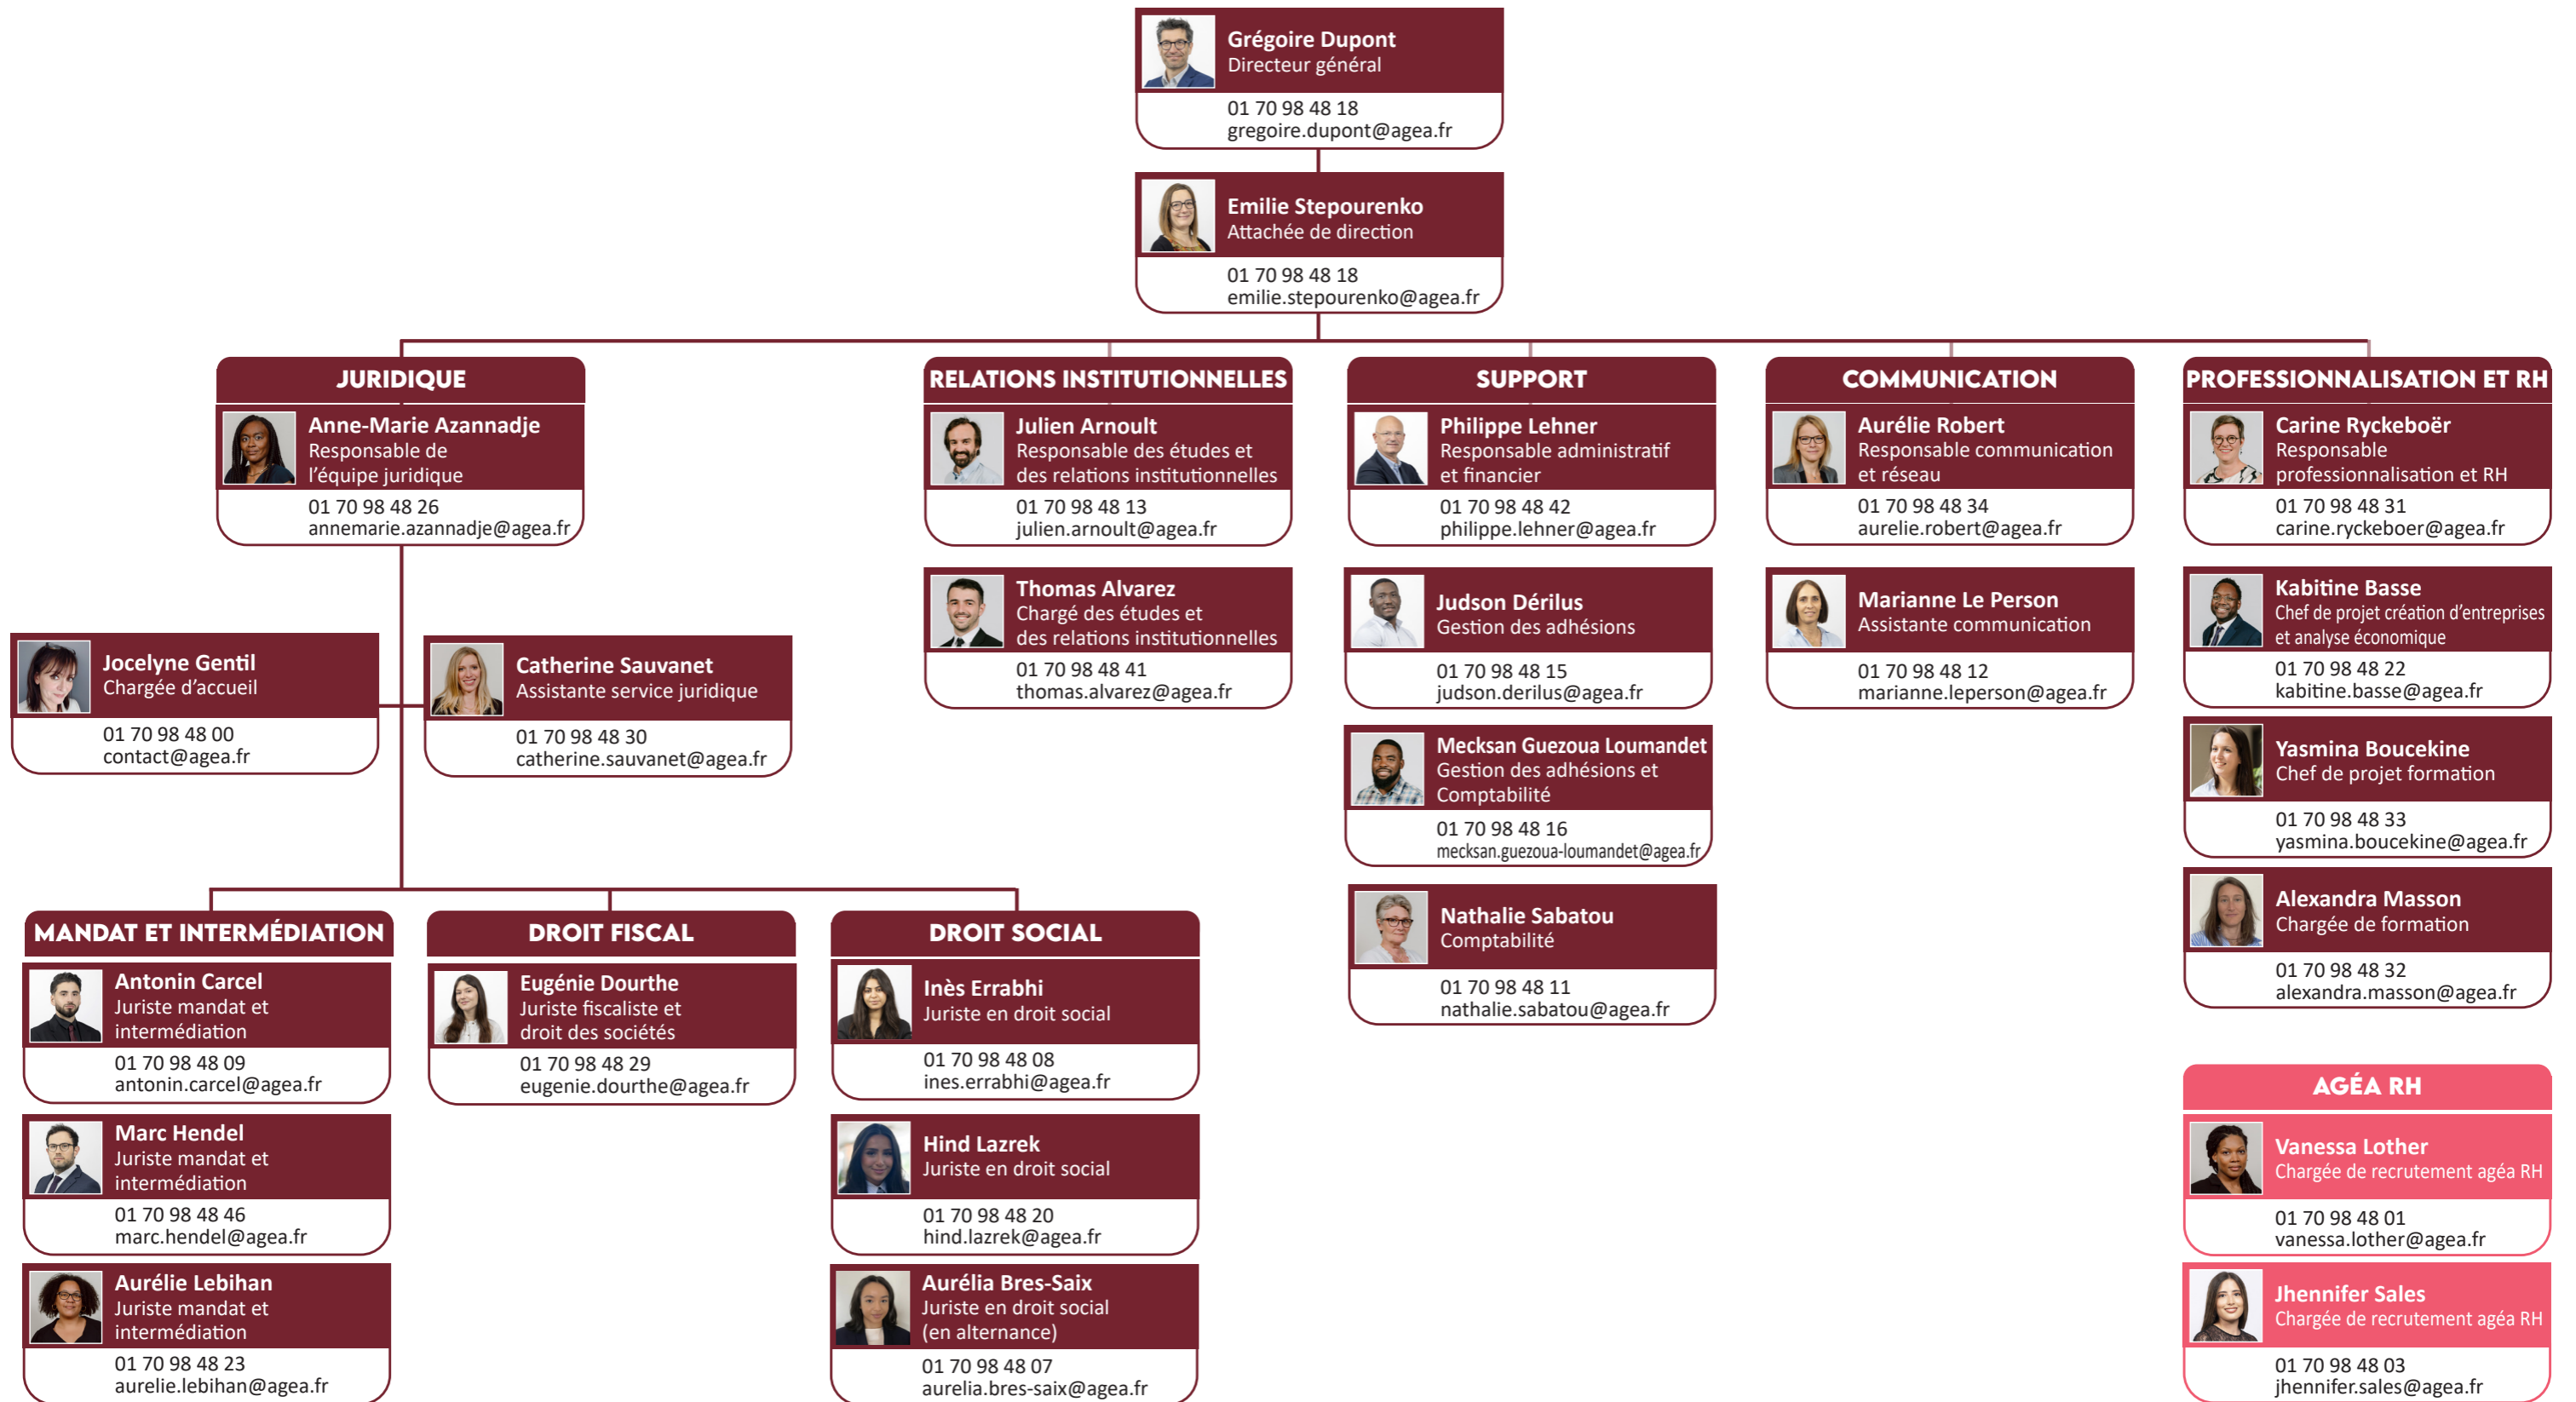 Grégoire Dupont
Directeur général
01 70 98 48 18
gregoire.dupont@agea.fr
Emilie Stepourenko
Attachée de direction
01 70 98 48 18
emilie.stepourenko@agea.fr
JURIDIQUE
Anne-Marie Azannadje
Responsable de
l’équipe juridique
01 70 98 48 26
annemarie.azannadje@agea.fr
Jocelyne Gentil
Chargée d’accueil
01 70 98 48 00
contact@agea.fr
Catherine Sauvanet
Assistante service juridique
01 70 98 48 30
catherine.sauvanet@agea.fr
MANDAT ET INTERMÉDIATION
Antonin Carcel
Juriste mandat et
intermédiation
01 70 98 48 09
antonin.carcel@agea.fr
Marc Hendel
Juriste mandat et
intermédiation
01 70 98 48 46
marc.hendel@agea.fr
Aurélie Lebihan
Juriste mandat et
intermédiation
01 70 98 48 23
aurelie.lebihan@agea.fr
DROIT FISCAL
Eugénie Dourthe
Juriste fiscaliste et
droit des sociétés
01 70 98 48 29
eugenie.dourthe@agea.fr
DROIT SOCIAL
Inès Errabhi
Juriste en droit social
01 70 98 48 08
ines.errabhi@agea.fr
Hind Lazrek
Juriste en droit social
01 70 98 48 20
hind.lazrek@agea.fr
Aurélia Bres-Saix
Juriste en droit social
(en alternance)
01 70 98 48 07
aurelia.bres-saix@agea.fr
RELATIONS INSTITUTIONNELLES
Julien Arnoult
Responsable des études et
des relations institutionnelles
01 70 98 48 13
julien.arnoult@agea.fr
Thomas Alvarez
Chargé des études et
des relations institutionnelles
01 70 98 48 41
thomas.alvarez@agea.fr
SUPPORT
Philippe Lehner
Responsable administratif
et financier
01 70 98 48 42
philippe.lehner@agea.fr
Judson Dérilus
Gestion des adhésions
01 70 98 48 15
judson.derilus@agea.fr
Mecksan Guezoua Loumandet
Gestion des adhésions et
Comptabilité
01 70 98 48 16
mecksan.guezoua-loumandet@agea.fr
Nathalie Sabatou
Comptabilité
01 70 98 48 11
nathalie.sabatou@agea.fr
COMMUNICATION
Aurélie Robert
Responsable communication
et réseau
01 70 98 48 34
aurelie.robert@agea.fr
Marianne Le Person
Assistante communication
01 70 98 48 12
marianne.leperson@agea.fr
PROFESSIONNALISATION ET RH
Carine Ryckeboër
Responsable
professionnalisation et RH
01 70 98 48 31
carine.ryckeboer@agea.fr
Kabitine Basse
Chef de projet création d’entreprises
et analyse économique
01 70 98 48 22
kabitine.basse@agea.fr
Yasmina Boucekine
Chef de projet formation
01 70 98 48 33
yasmina.boucekine@agea.fr
Alexandra Masson
Chargée de formation
01 70 98 48 32
alexandra.masson@agea.fr
AGÉA RH
Vanessa Lother
Chargée de recrutement agéa RH
01 70 98 48 01
vanessa.lother@agea.fr
Jhennifer Sales
Chargée de recrutement agéa RH
01 70 98 48 03
jhennifer.sales@agea.fr